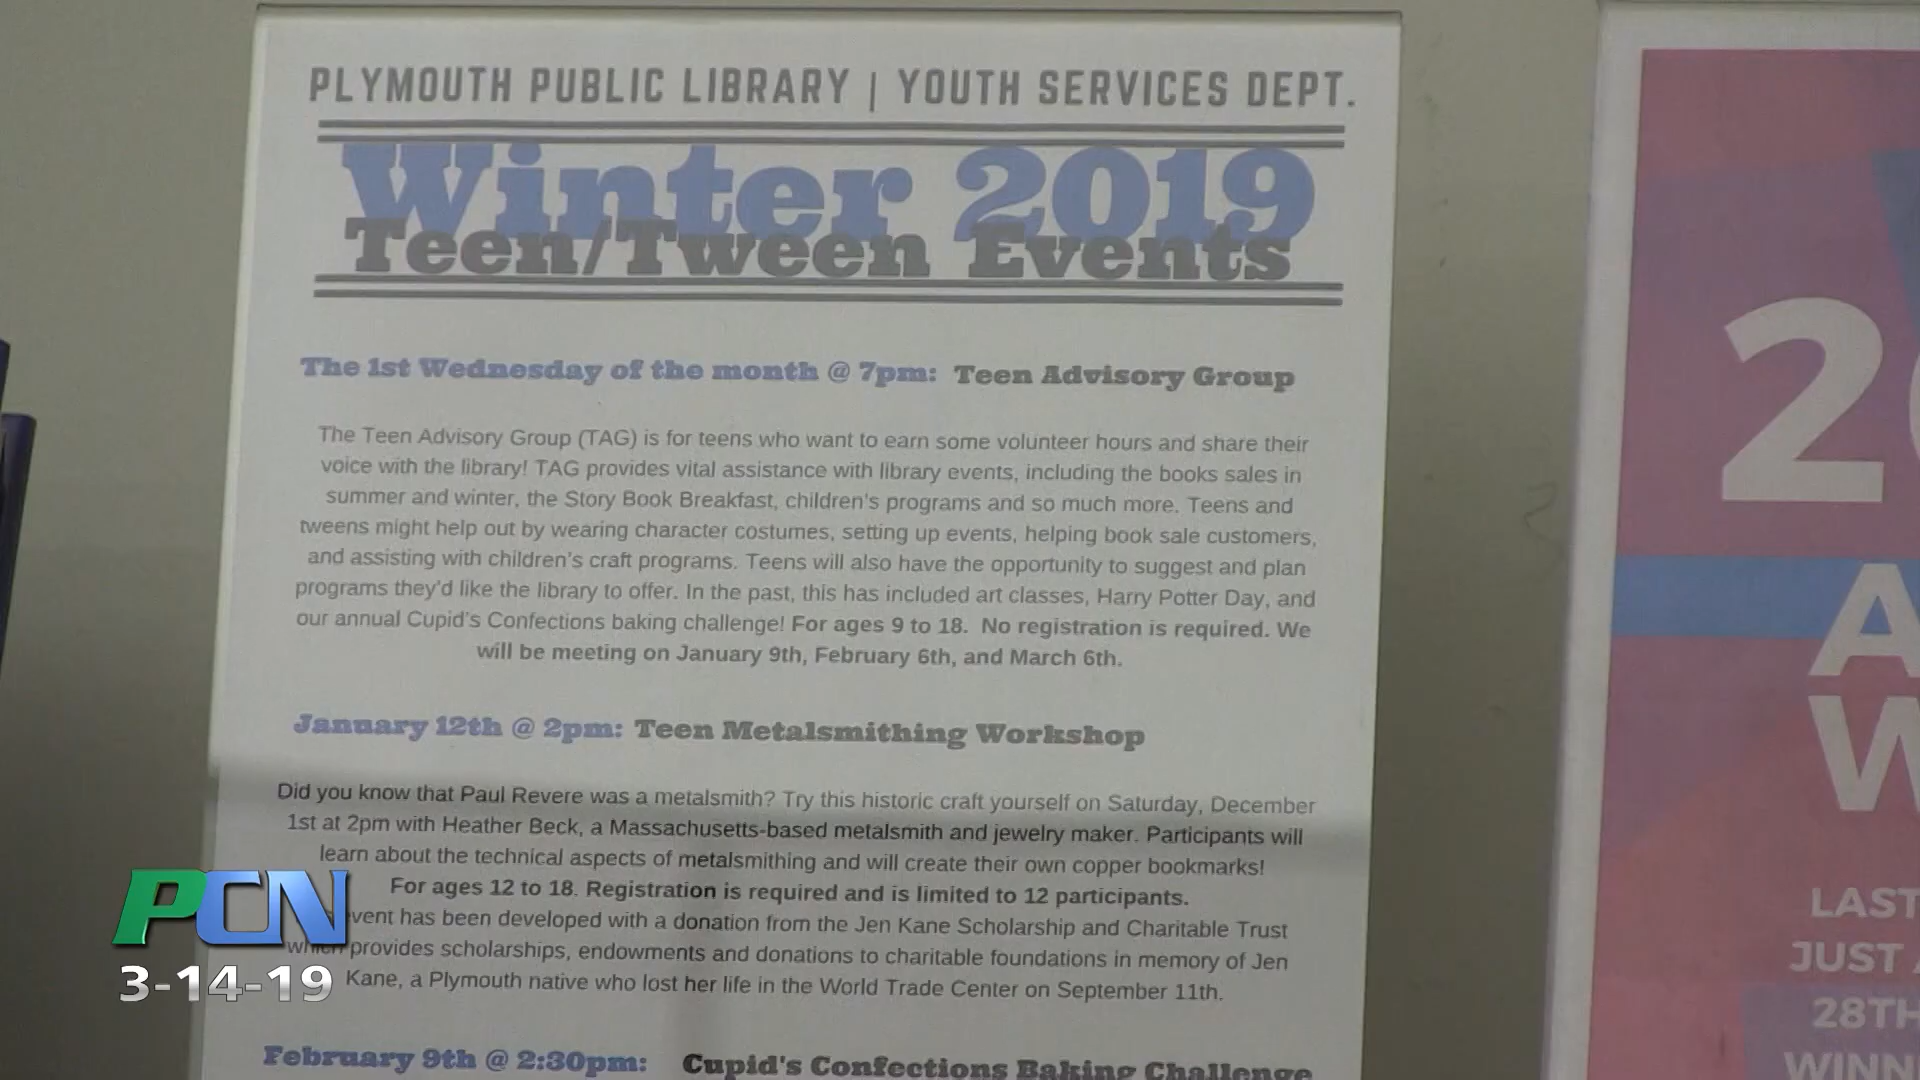 PLYMOUTH PUBLIC LIBRARY | YOUTH SERVICES DEPT.
Winter 2019
Teen/Tween Events
The 1st Wednesday of the month @ 7pm: Teen Advisory Group
The Teen Advisory Group (TAG) is for teens who want to earn some volunteer hours and share their
voice with the library! TAG provides vital assistance with library events, including the books sales in
summer and winter, the Story Book Breakfast, children's programs and so much more. Teens and
tweens might help out by wearing character costumes, setting up events, helping book sale customers,
and assisting with children's craft programs. Teens will also have the opportunity to suggest and plan
programs they'd like the library to offer. In the past, this has included art classes, Harry Potter Day, and
our annual Cupid's Confections baking challenge! For ages 9 to 18. No registration is required. We
will be meeting on January 9th, February 6th, and March 6th.
January 12th @ 2pm: Teen Metalsmithing Workshop
Did you know that Paul Revere was a metalsmith? Try this historic craft yourself on Saturday, December
1st at 2pm with Heather Beck, a Massachusetts-based metalsmith and jewelry maker. Participants will
learn about the technical aspects of metalsmithing and will create their own copper bookmarks!
For ages 12 to 18. Registration is required and is limited to 12 participants.
event has been developed with a donation from the Jen Kane Scholarship and Charitable Trust
which provides scholarships, endowments and donations to charitable foundations in memory of Jen
Kane, a Plymouth native who lost her life in the World Trade Center on September 11th.
February 9th @ 2:30pm: Cupid's Confections Baking Challenge
PCN
3-14-19
2
A
W
LAST
JUST
28TH
WINN